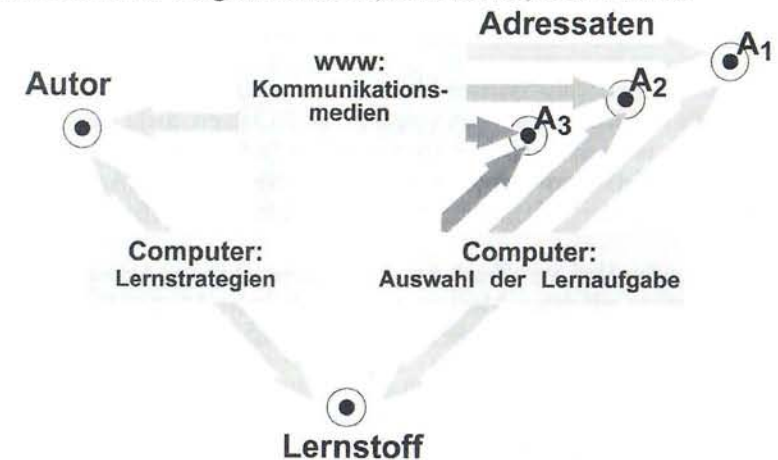 Adressaten
www:
Kommunikations-
medien
Autor
A1
A2
A3
Computer:
Lernstrategien
Computer:
Auswahl der Lernaufgabe
Lernstoff